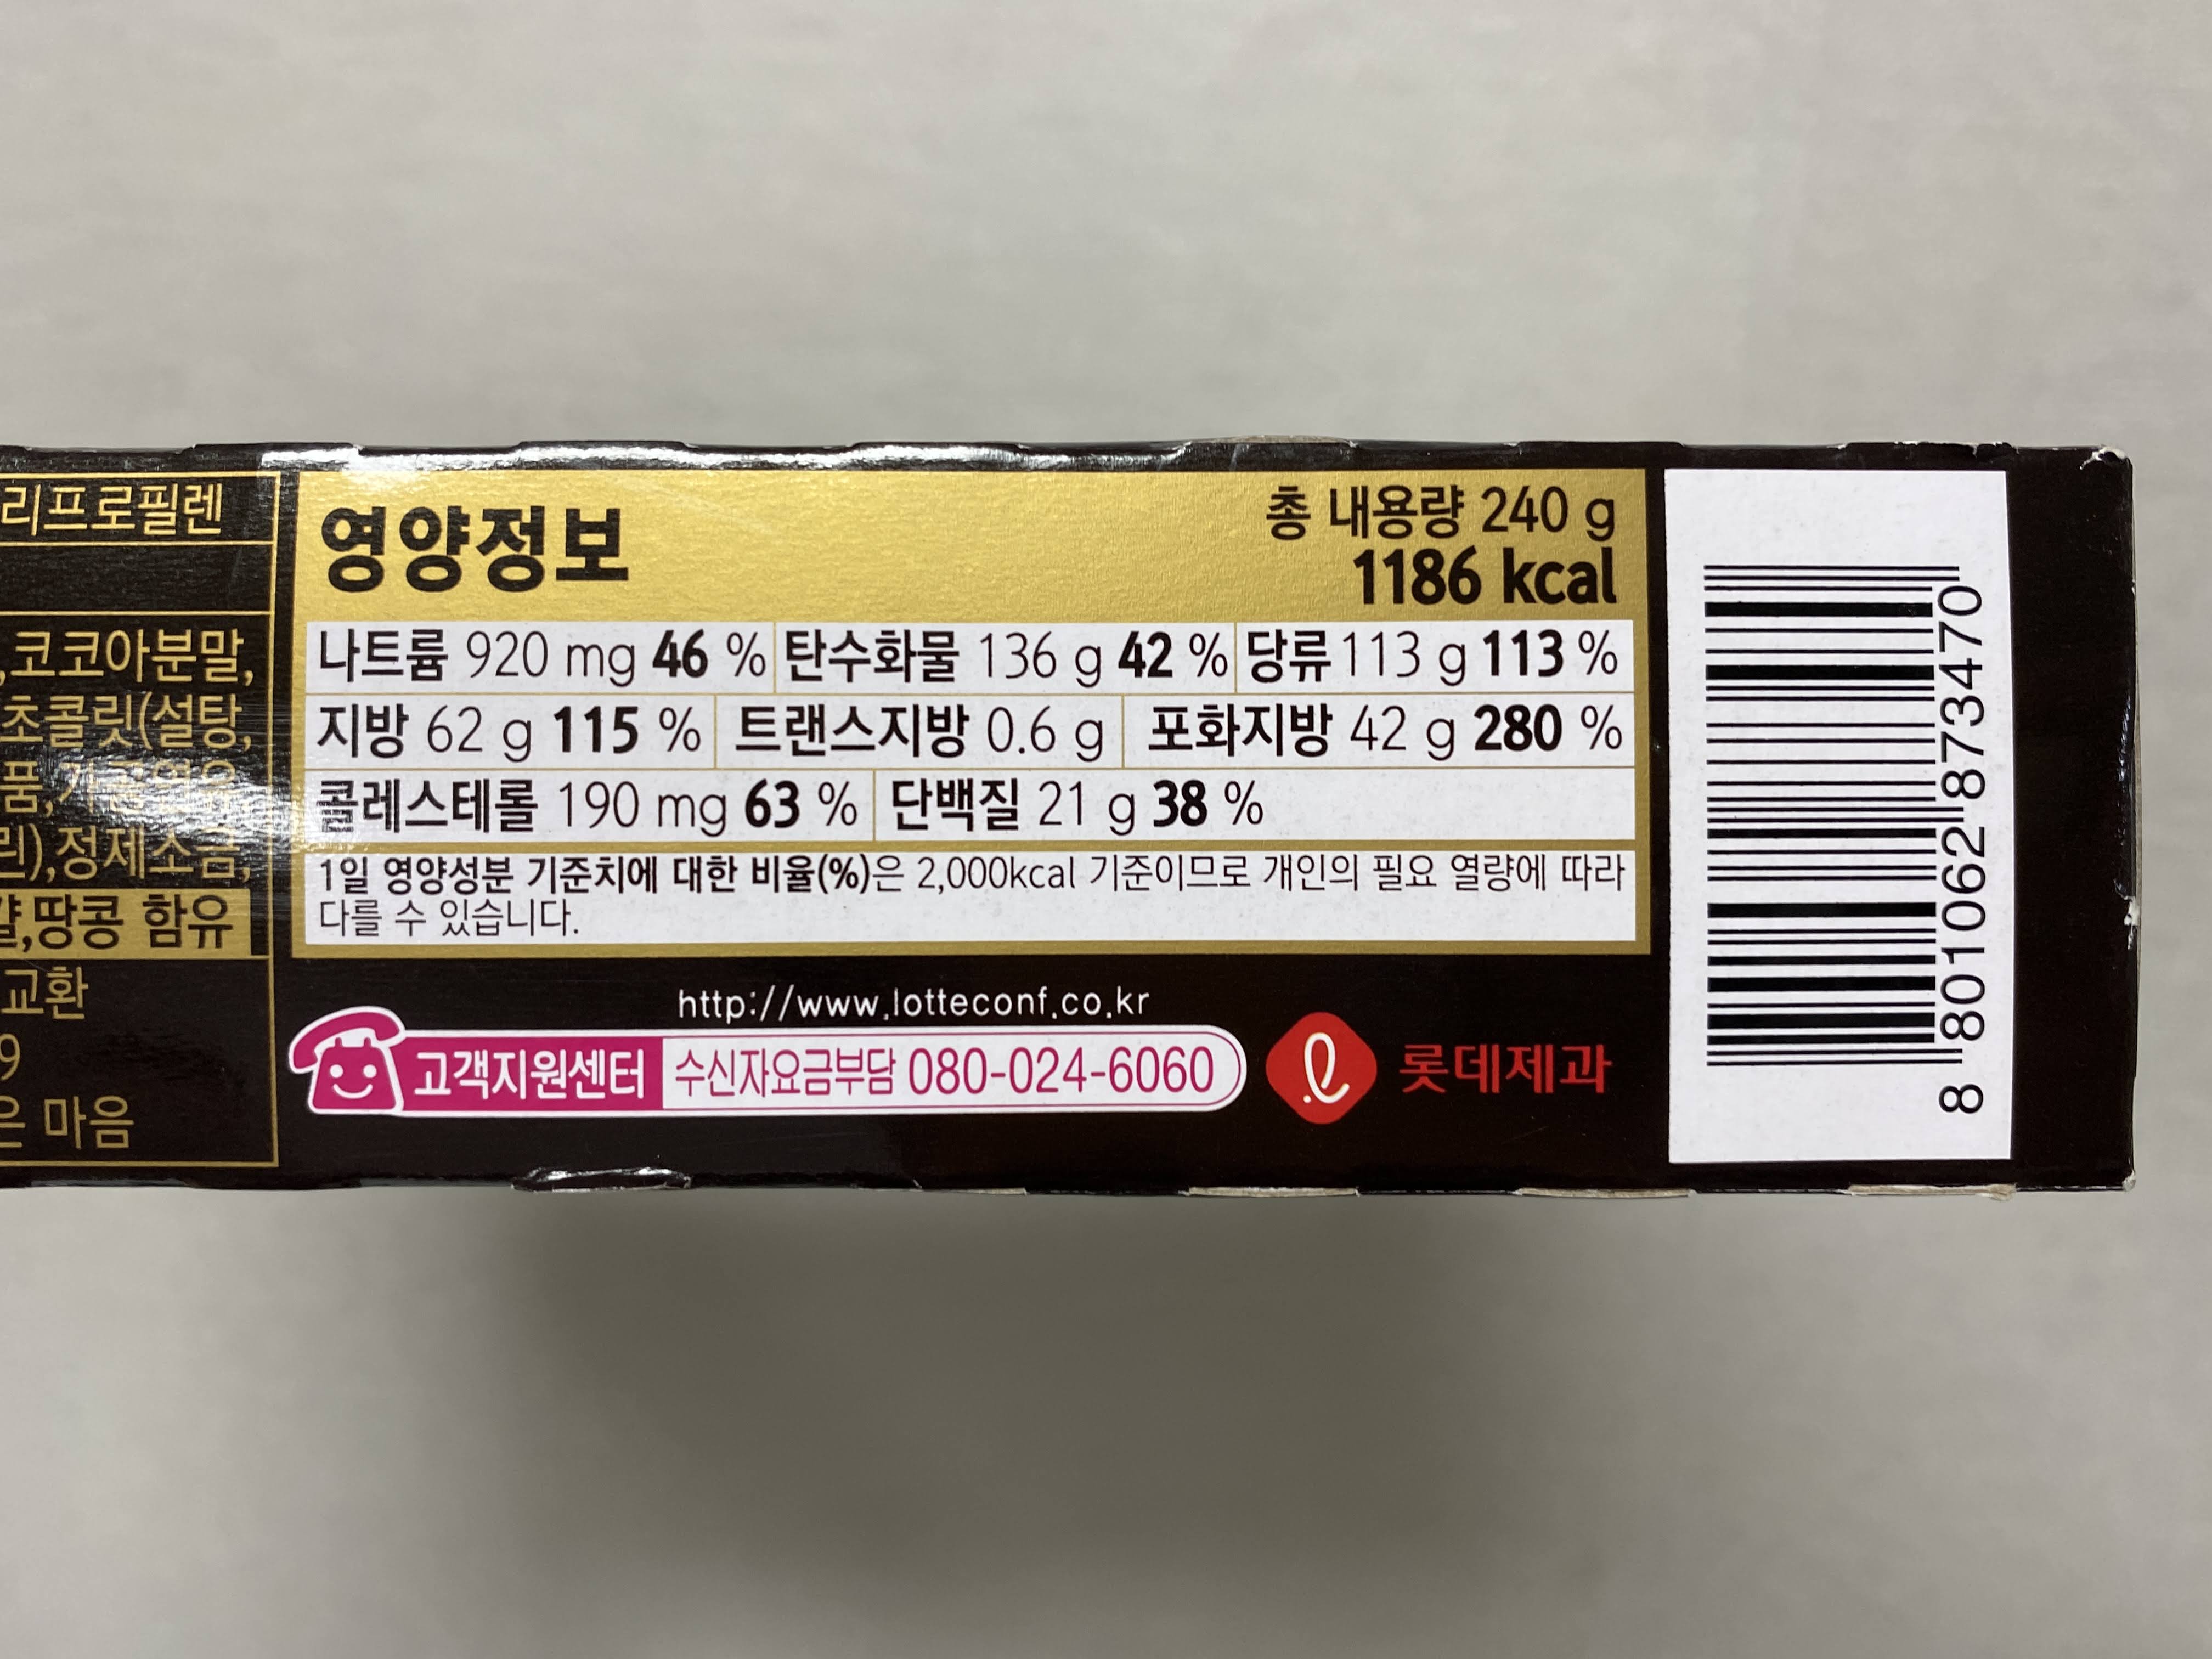 리프로필렌
,코코아분말,
초콜릿(설탕,
품,가공연유,
린),정제소금,
걀,땅콩 함유
교환
9
은 마음
영양정보
총 내용량 240 g
1186 kcal
나트륨 920 mg 46 % 탄수화물 136 g 42 % 당류 113 g 113 %
지방 62 g 115 % 트랜스지방 0.6 g 포화지방 42 g 280 %
콜레스테롤 190 mg 63 % 단백질 21 g 38 %
1일 영양성분 기준치에 대한 비율(%)은 2,000kcal 기준이므로 개인의 필요 열량에 따라
다를 수 있습니다.
http://www.lotteconf.co.kr
고객지원센터 수신자요금부담 080-024-6060
롯데제과
8 801062 873470